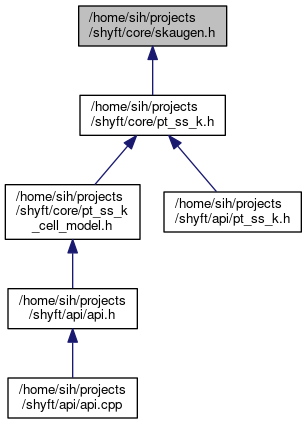 /home/sih/projects
/shyft/core/skaugen.h
/home/sih/projects
/shyft/core/pt_ss_k.h
/home/sih/projects
/shyft/core/pt_ss_k
_cell_model.h
/home/sih/projects
/shyft/api/pt_ss_k.h
/home/sih/projects
/shyft/api/api.h
/home/sih/projects
/shyft/api/api.cpp